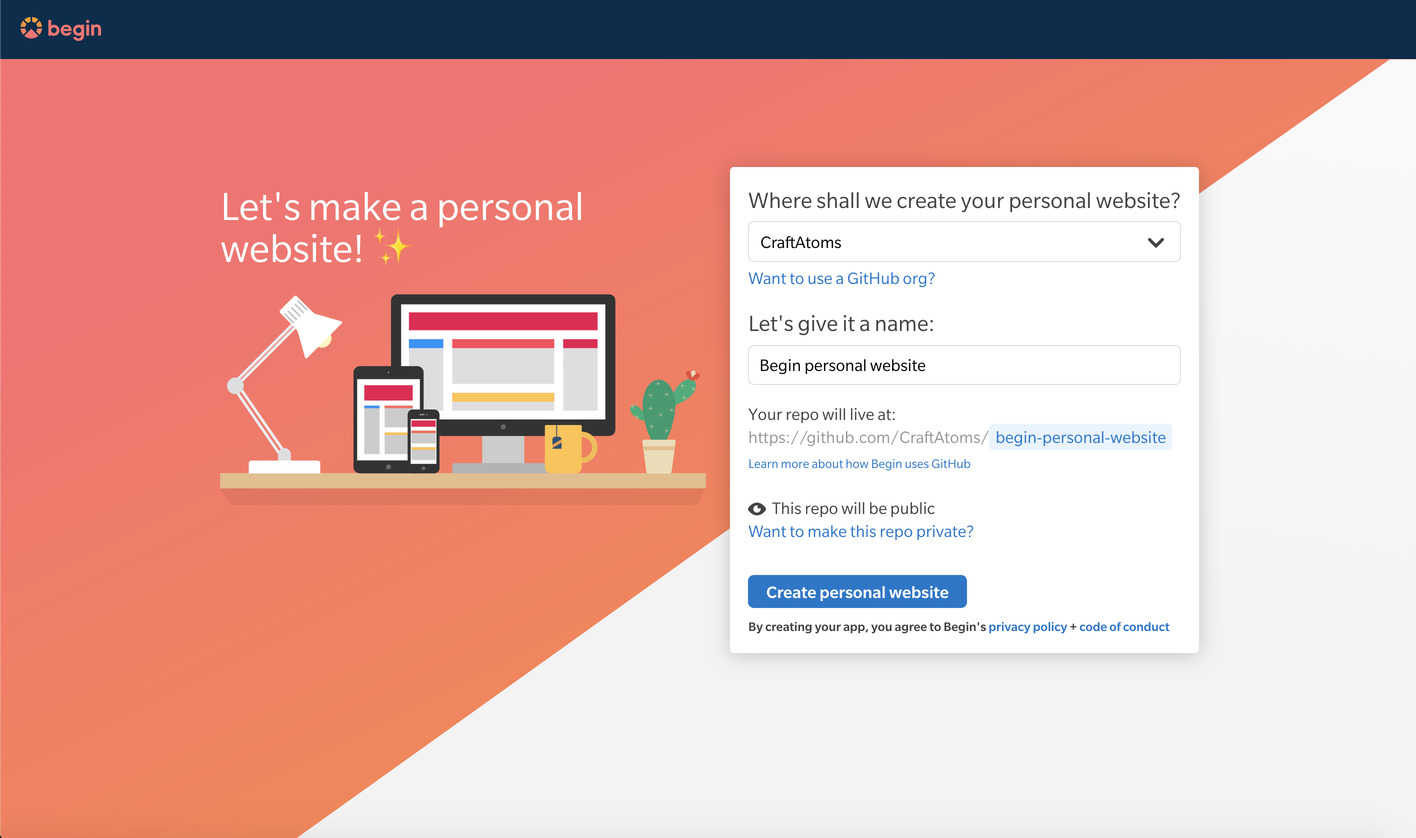 begin
Let's make a personal
website! ✨
Where shall we create your personal website?
CraftAtoms
Want to use a GitHub org?
Let's give it a name:
Begin personal website
Your repo will live at:
https://github.com/CraftAtoms/begin-personal-website
Learn more about how Begin uses GitHub
This repo will be public
Want to make this repo private?
Create personal website
By creating your app, you agree to Begin's privacy policy + code of conduct